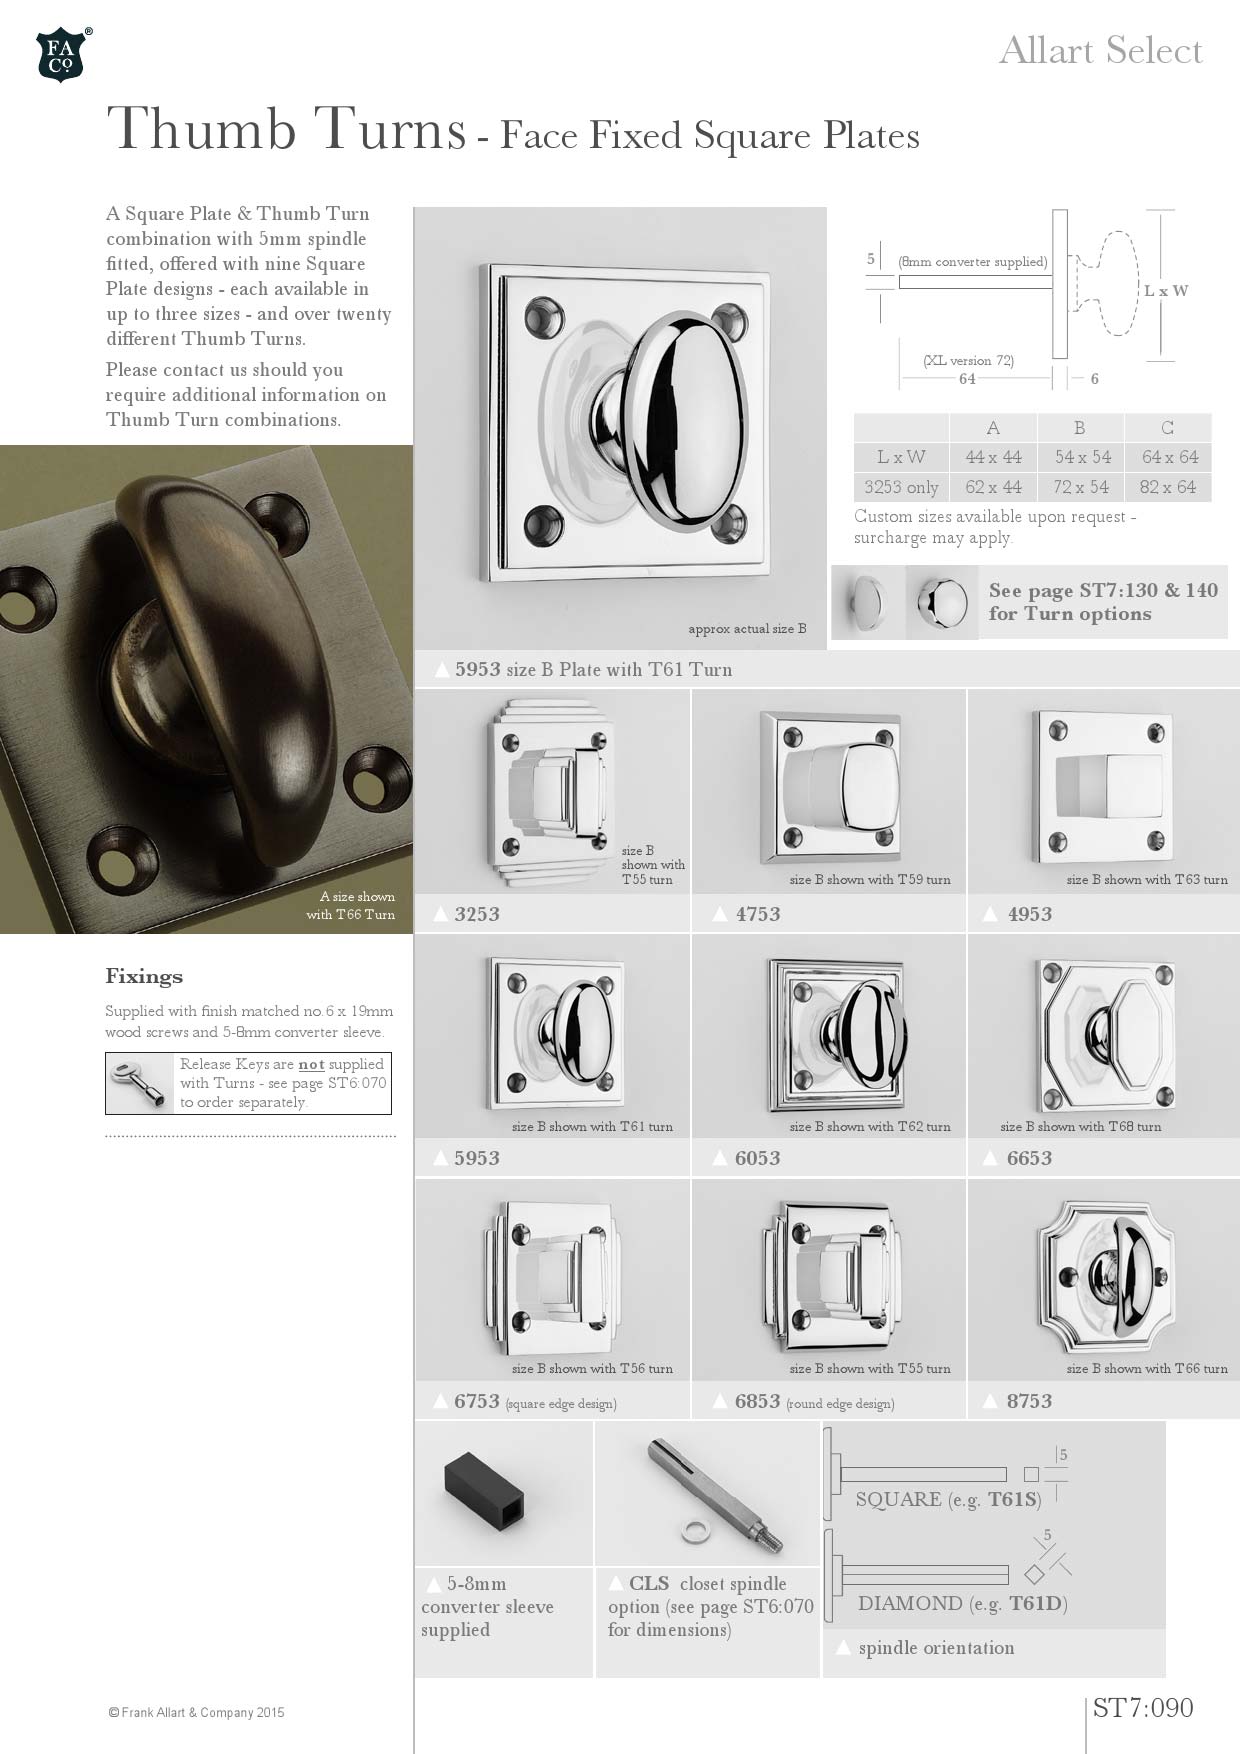 FA
Co.
®
Allart Select
Thumb Turns - Face Fixed Square Plates
A Square Plate & Thumb Turn
combination with 5mm spindle
fitted, offered with nine Square
Plate designs - each available in
up to three sizes - and over twenty
different Thumb Turns.
Please contact us should you
require additional information on
Thumb Turn combinations.
A size shown
with T66 Turn
Fixings
Supplied with finish matched no.6 x 19mm
wood screws and 5-8mm converter sleeve.
Release Keys are not supplied
with Turns - see page ST6:070
to order separately.
approx actual size B
5
(8mm converter supplied)
L x W
(XL version 72)
64
6
A B C
L x W 44 x 44 54 x 54 64 x 64
3253 only 62 x 44 72 x 54 82 x 64
Custom sizes available upon request -
surcharge may apply.
See page ST7:130 & 140
for Turn options
5953 size B Plate with T61 Turn
size B
shown with
T55 turn
3253
size B shown with T59 turn
4753
size B shown with T63 turn
4953
size B shown with T61 turn
5953
size B shown with T62 turn
6053
size B shown with T68 turn
6653
size B shown with T56 turn
6753 (square edge design)
size B shown with T55 turn
6853 (round edge design)
size B shown with T66 turn
8753
5-8mm
converter sleeve
supplied
CLS closet spindle
option (see page ST6:070
for dimensions)
5
SQUARE (e.g. T61S)
5
DIAMOND (e.g. T61D)
spindle orientation
© Frank Allart & Company 2015
ST7:090